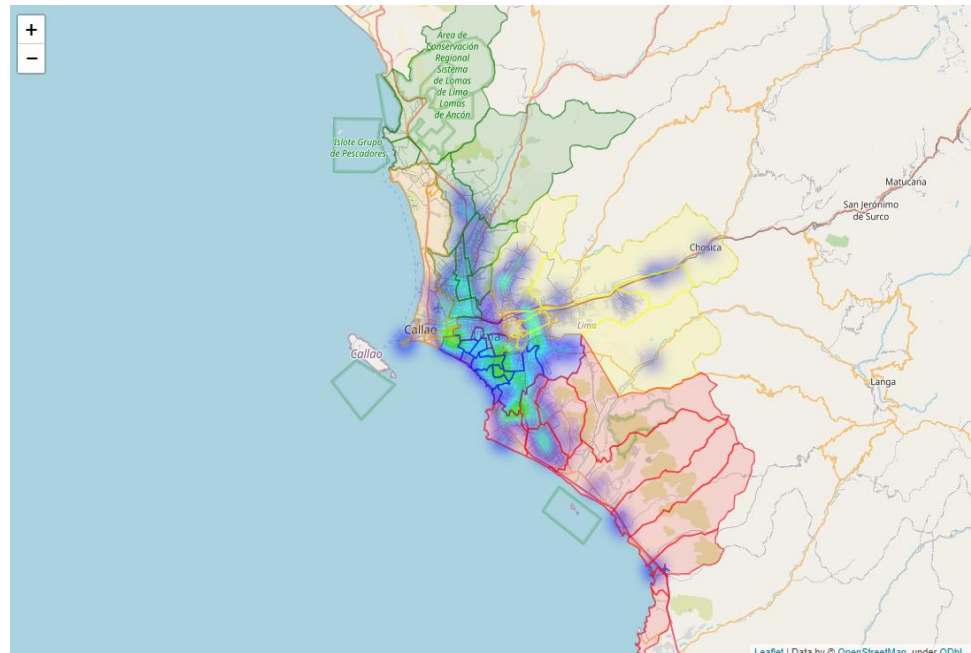 +
−
Área de
Conservación
Regional
Sistema
de Lomas
de Lima
Lomas
de Ancón
Islote Grupo
de Pescadores
Matucana
San Jerónimo
de Surco
Chosica
Callao
Lima
Callao
Langa
Leaflet | Data by © OpenStreetMap, under ODbL